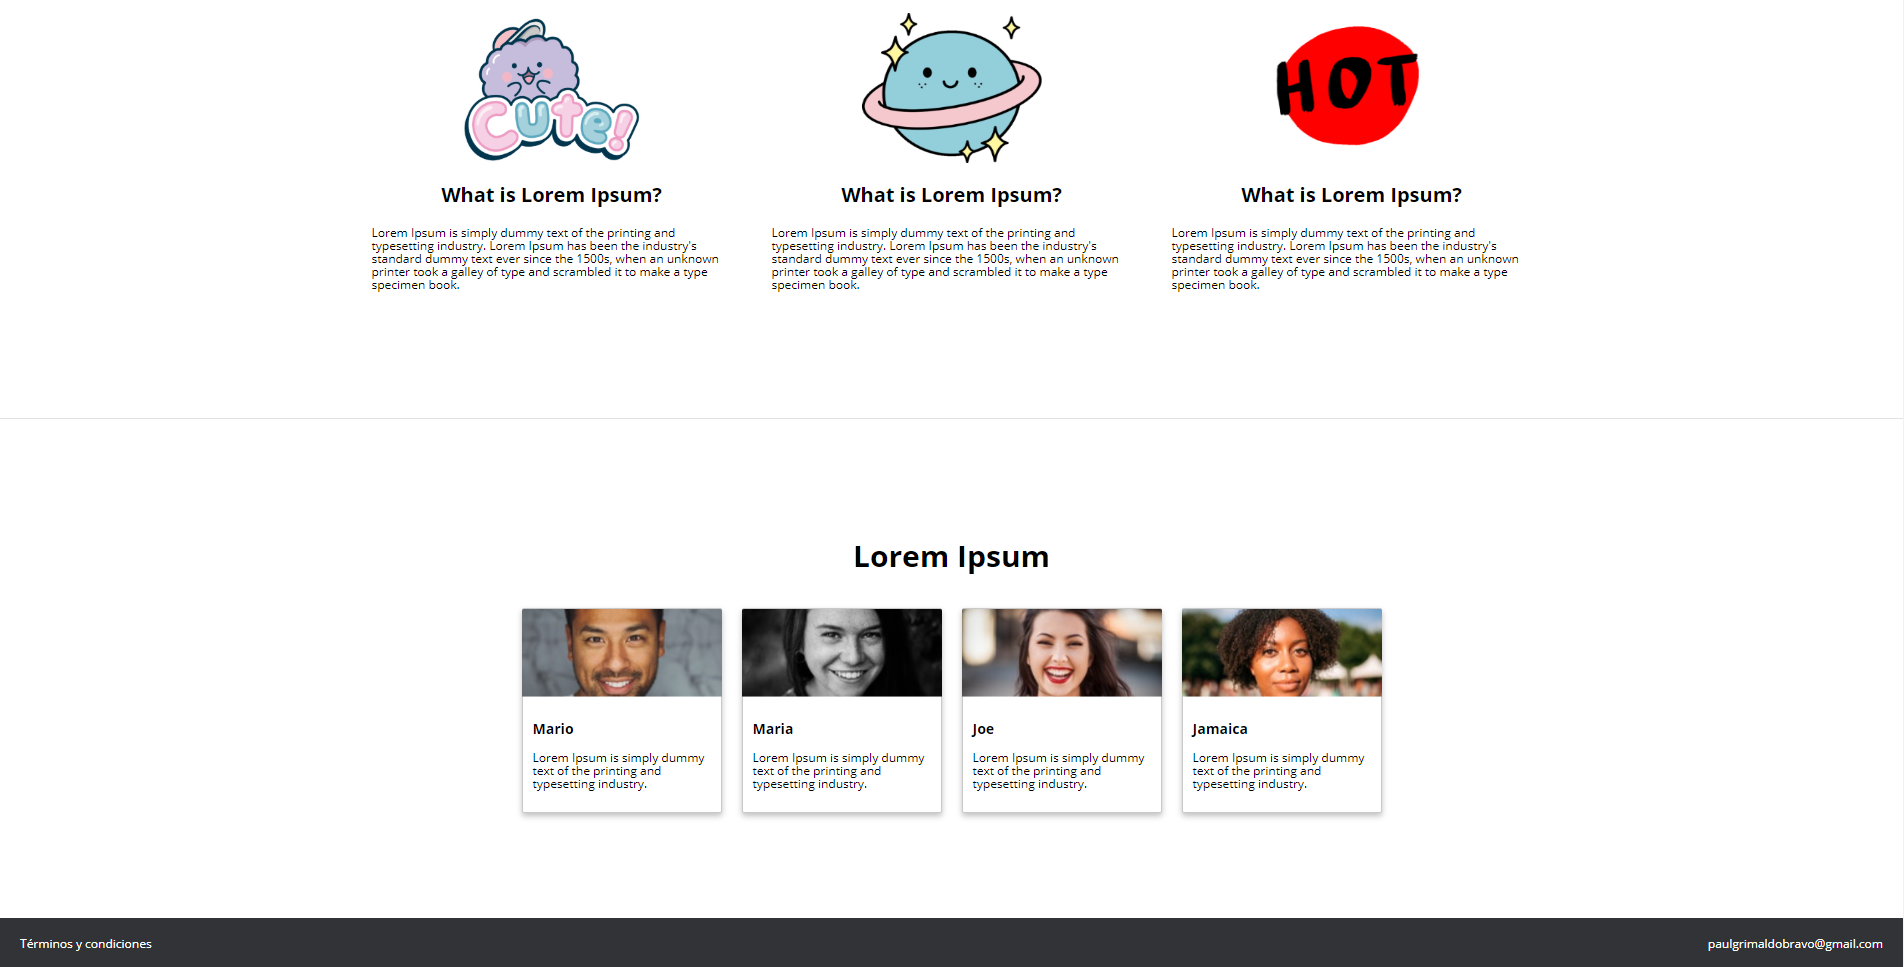 Cute!
HOT
What is Lorem Ipsum?
Lorem Ipsum is simply dummy text of the printing and
typesetting industry. Lorem Ipsum has been the industry's
standard dummy text ever since the 1500s, when an unknown
printer took a galley of type and scrambled it to make a type
specimen book.
What is Lorem Ipsum?
Lorem Ipsum is simply dummy text of the printing and
typesetting industry. Lorem Ipsum has been the industry's
standard dummy text ever since the 1500s, when an unknown
printer took a galley of type and scrambled it to make a type
specimen book.
What is Lorem Ipsum?
Lorem Ipsum is simply dummy text of the printing and
typesetting industry. Lorem Ipsum has been the industry's
standard dummy text ever since the 1500s, when an unknown
printer took a galley of type and scrambled it to make a type
specimen book.
Lorem Ipsum
Mario
Lorem Ipsum is simply dummy
text of the printing and
typesetting industry.
Maria
Lorem Ipsum is simply dummy
text of the printing and
typesetting industry.
Joe
Lorem Ipsum is simply dummy
text of the printing and
typesetting industry.
Jamaica
Lorem Ipsum is simply dummy
text of the printing and
typesetting industry.
Términos y condiciones
paulgrimaldobravo@gmail.com